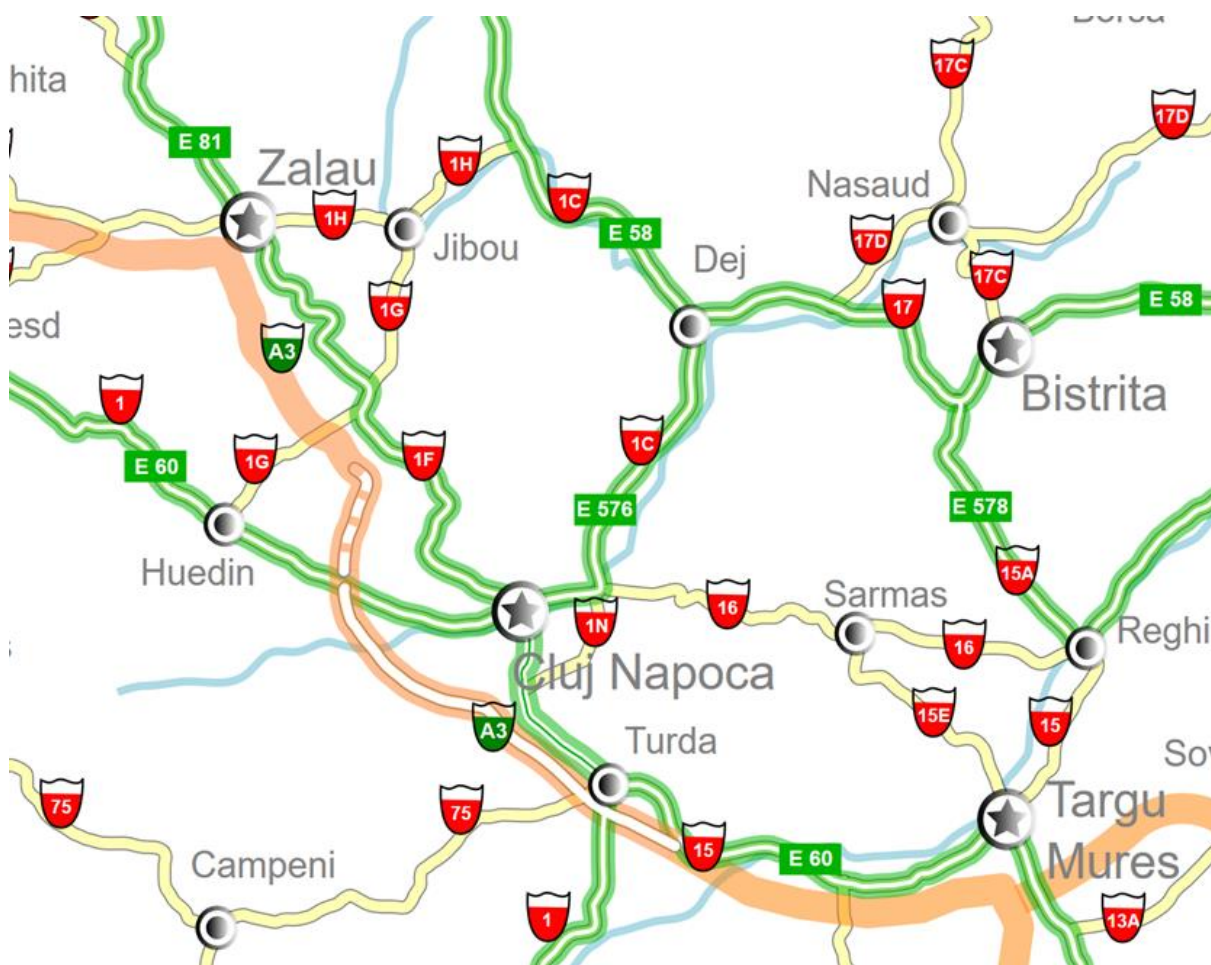 17C
hita
17D
E 81
Zalau
1H
1H
Nasaud
1C
Jibou
E 58
Dej
17D
17C
1G
17
E 58
esd
A3
Bistrita
1
1C
1F
E 60
1G
E 576
E 578
Huedin
15A
Sarmas
16
1N
16
Reghi
Cluj Napoca
15E
15
A3
Turda
Sov
75
75
Targu
Mures
15
E 60
Campeni
1
13A